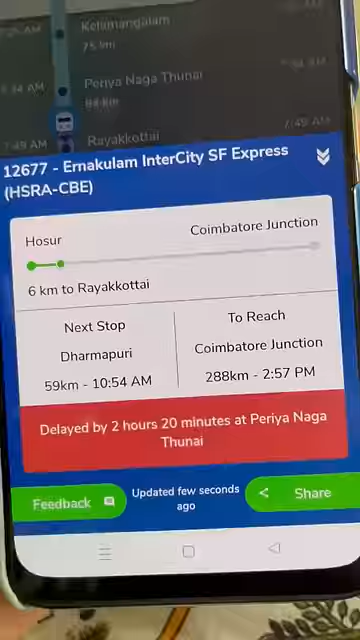 Kelamangalam
75 km
Periya Naga Thunai
84 km
7:49 AM Rayakkottai 7:49 AM
12677 - Ernakulam InterCity SF Express
(HSRA-CBE)
Hosur Coimbatore Junction
6 km to Rayakkottai
Next Stop To Reach
Dharmapuri Coimbatore Junction
59km - 10:54 AM 288km - 2:57 PM
Delayed by 2 hours 20 minutes at Periya Naga
Thunai
Feedback Updated few seconds Share
ago